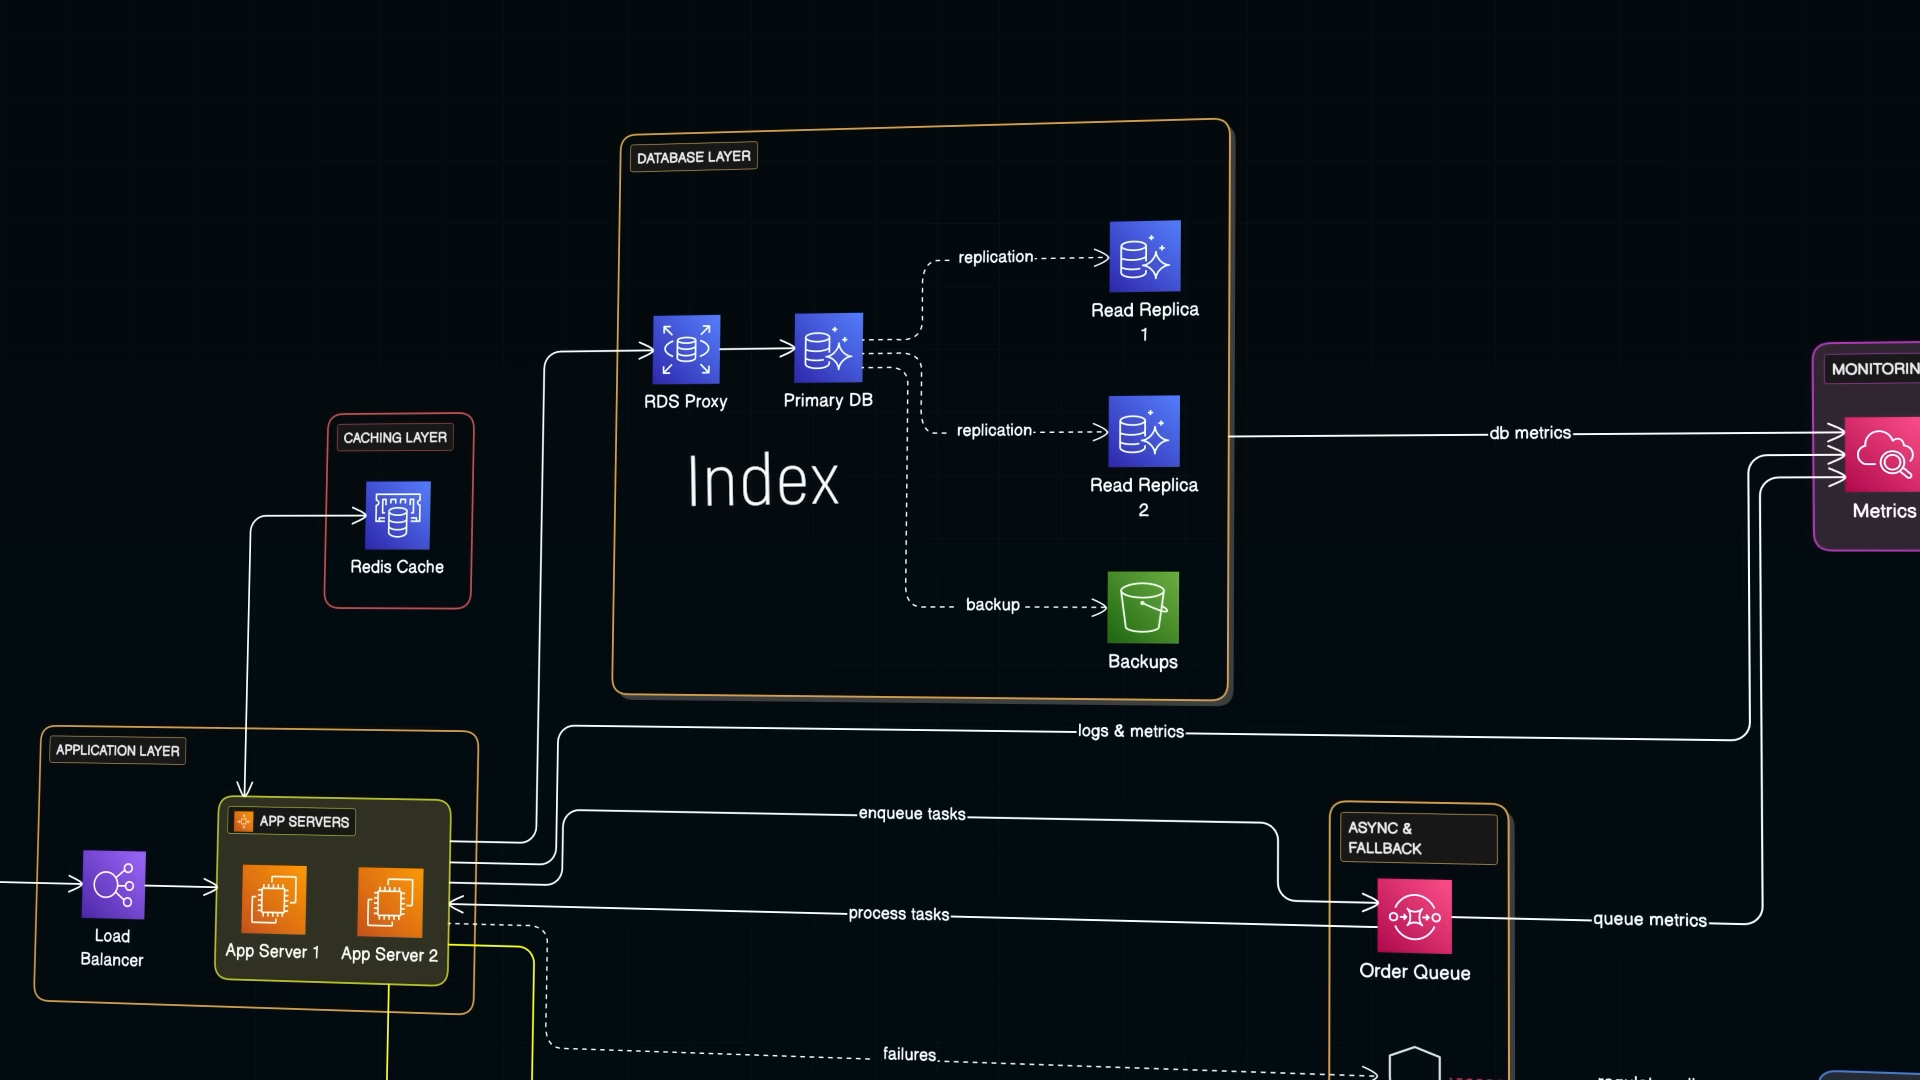 DATABASE LAYER
replication
Read Replica
1
RDS Proxy
Primary DB
Index
replication
Read Replica
2
backup
Backups
db metrics
Metrics
CACHING LAYER
Redis Cache
logs & metrics
APPLICATION LAYER
APP SERVERS
App Server 1
App Server 2
Load
Balancer
enqueue tasks
process tasks
ASYNC &
FALLBACK
Order Queue
queue metrics
failures